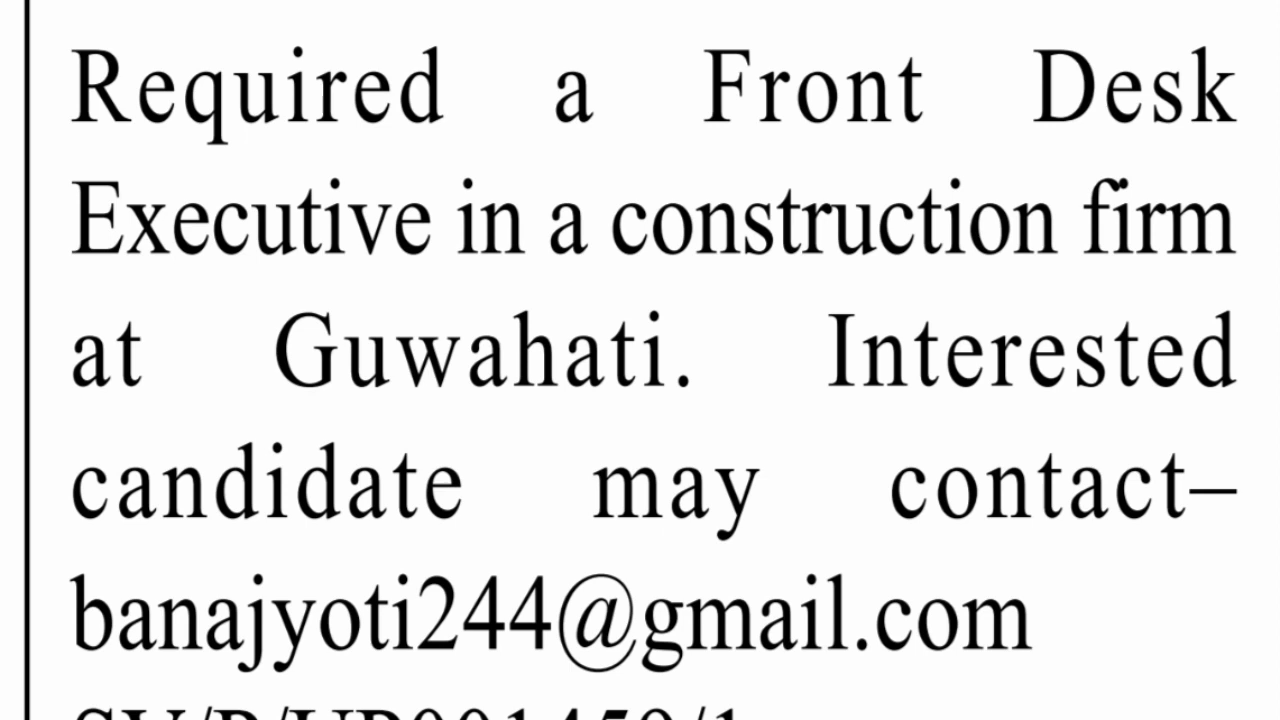 Required a Front Desk
Executive in a construction firm
at Guwahati. Interested
candidate may contact–
banajyoti244@gmail.com